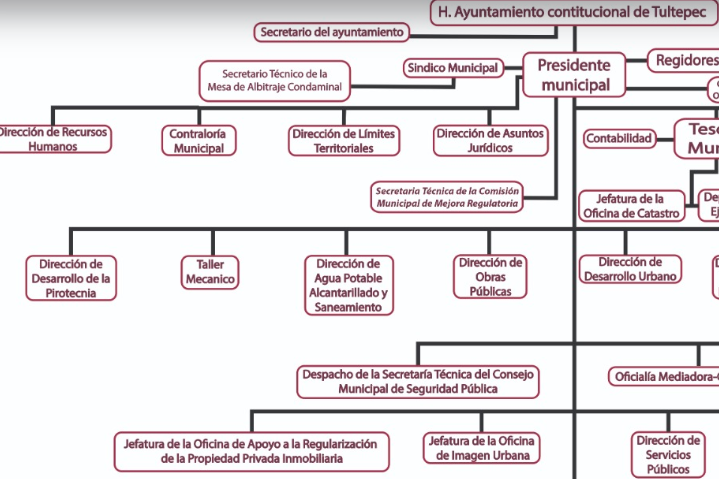 H. Ayuntamiento contitucional de Tultepec
Secretario del ayuntamiento
Presidente
municipal
Sindico Municipal
Regidores
Secretario Técnico de la
Mesa de Albitraje Condaminal
Dirección de Recursos
Humanos
Contraloría
Municipal
Dirección de Límites
Territoriales
Dirección de Asuntos
Jurídicos
Contabilidad
Secretaria Técnica de la Comisión
Municipal de Mejora Regulatoria
Jefatura de la
Oficina de Catastro
Dirección de
Desarrollo de la
Pirotecnia
Taller
Mecanico
Dirección de
Agua Potable
Alcantarillado y
Saneamiento
Dirección de
Obras
Públicas
Dirección de
Desarrollo Urbano
Despacho de la Secretaría Técnica del Consejo
Municipal de Seguridad Pública
Oficialía Mediadora-
Jefatura de la Oficina de Apoyo a la Regularización
de la Propiedad Privada Inmobiliaria
Jefatura de la Oficina
de Imagen Urbana
Dirección de
Servicios
Públicos